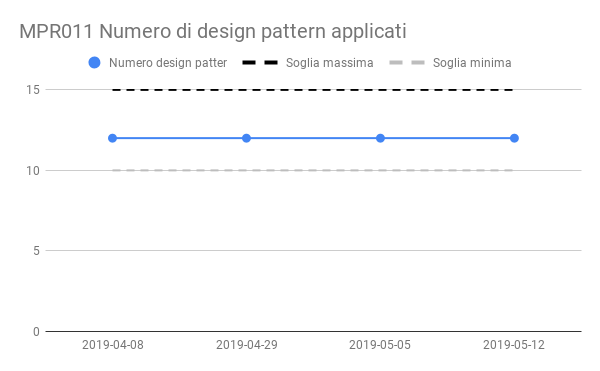 MPR011 Numero di design pattern applicati
Numero design patter Soglia massima Soglia minima
15
10
5
0
2019-04-08 2019-04-29 2019-05-05 2019-05-12